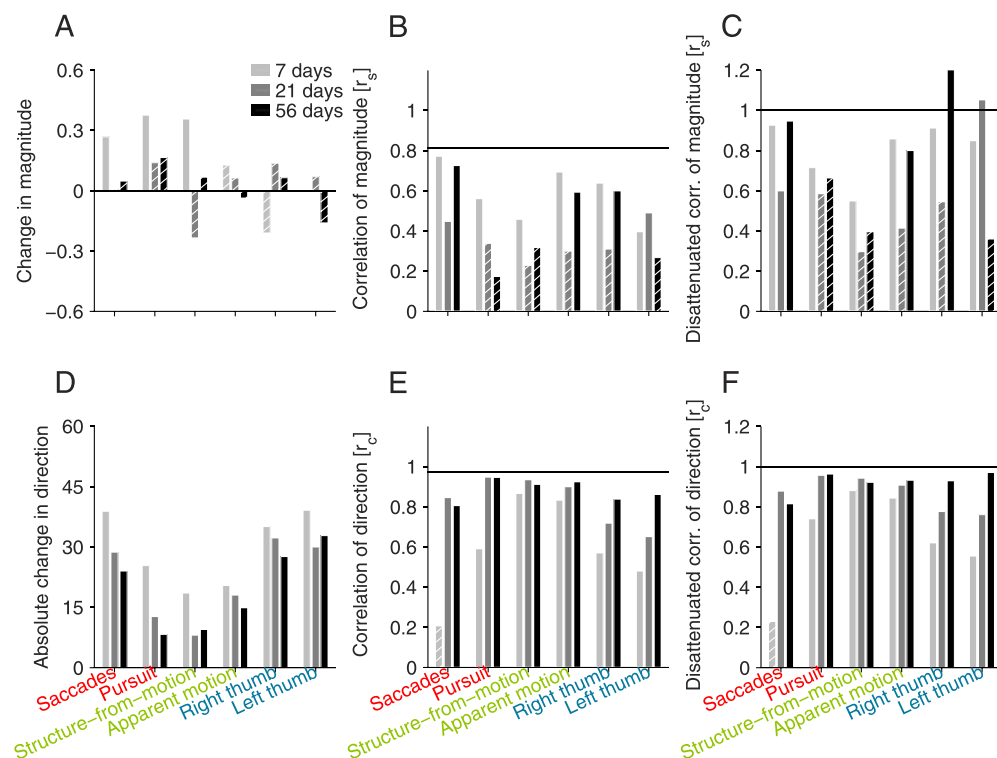 A
B
C
0.6
0.3
0
−0.3
−0.6
Change in magnitude
7 days
21 days
56 days
1
0.8
0.6
0.4
0.2
0
Correlation of magnitude [rs]
1.2
1
0.8
0.6
0.4
0.2
0
Disattenuated corr. of magnitude [rs]
D
E
F
60
45
30
15
0
Absolute change in direction
Saccades
Pursuit
Structure−from−motion
Apparent motion
Right thumb
Left thumb
1
0.8
0.6
0.4
0.2
0
Correlation of direction [rc]
Saccades
Pursuit
Structure−from−motion
Apparent motion
Right thumb
Left thumb
1.2
1
0.8
0.6
0.4
0.2
0
Disattenuated corr. of direction [rc]
Saccades
Pursuit
Structure−from−motion
Apparent motion
Right thumb
Left thumb